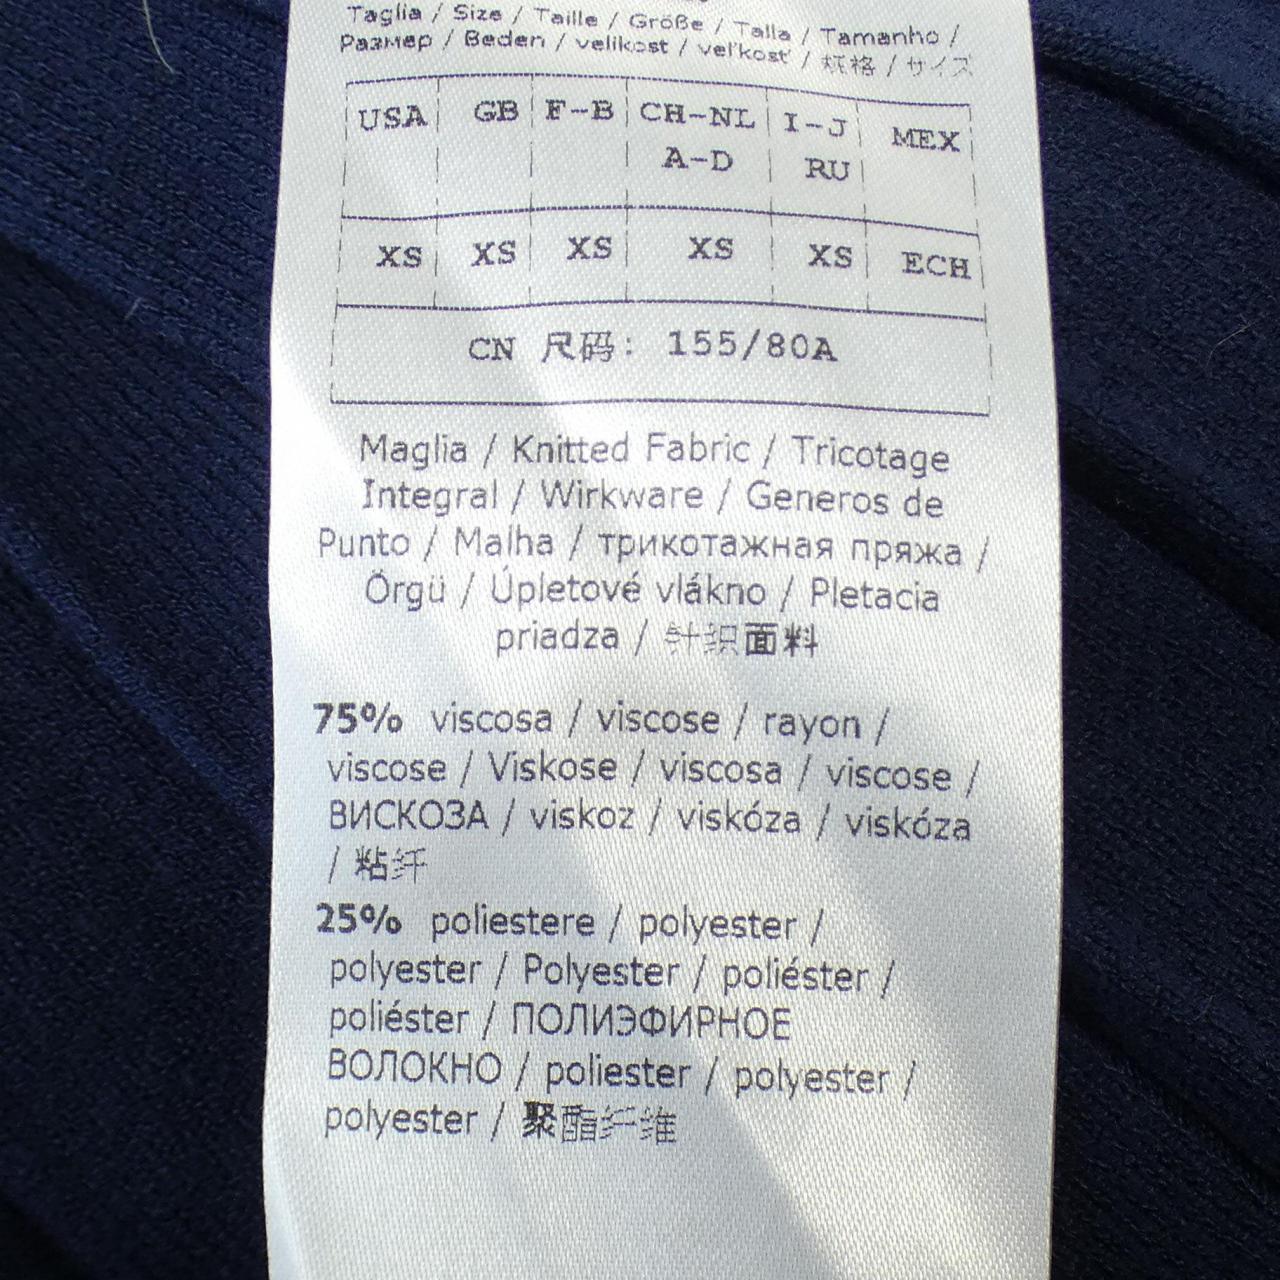 Taglia / Size / Taille / Größe / Talla / Tamanho /
Размер / Beden / velikost / veľkosť / 规格 / サイズ
USA GB F-B CH-NL I-J MEX
A-D RU
XS XS XS XS XS ECH
CN 尺码: 155/80A
Maglia / Knitted Fabric / Tricotage
Integral / Wirkware / Generos de
Punto / Malha / трикотажная пряжа /
Örgü / Úpletové vlákno / Pletacia
priadza / 针织面料
75% viscosa / viscose / rayon /
viscose / Viskose / viscosa / viscose /
ВИСКОЗА / viskoz / viskóza / viskóza
/ 粘纤
25% poliestere / polyester /
polyester / Polyester / poliéster /
poliéster / ПОЛИЭФИРНОЕ
ВОЛОКНО / poliester / polyester /
polyester / 聚酯纤维